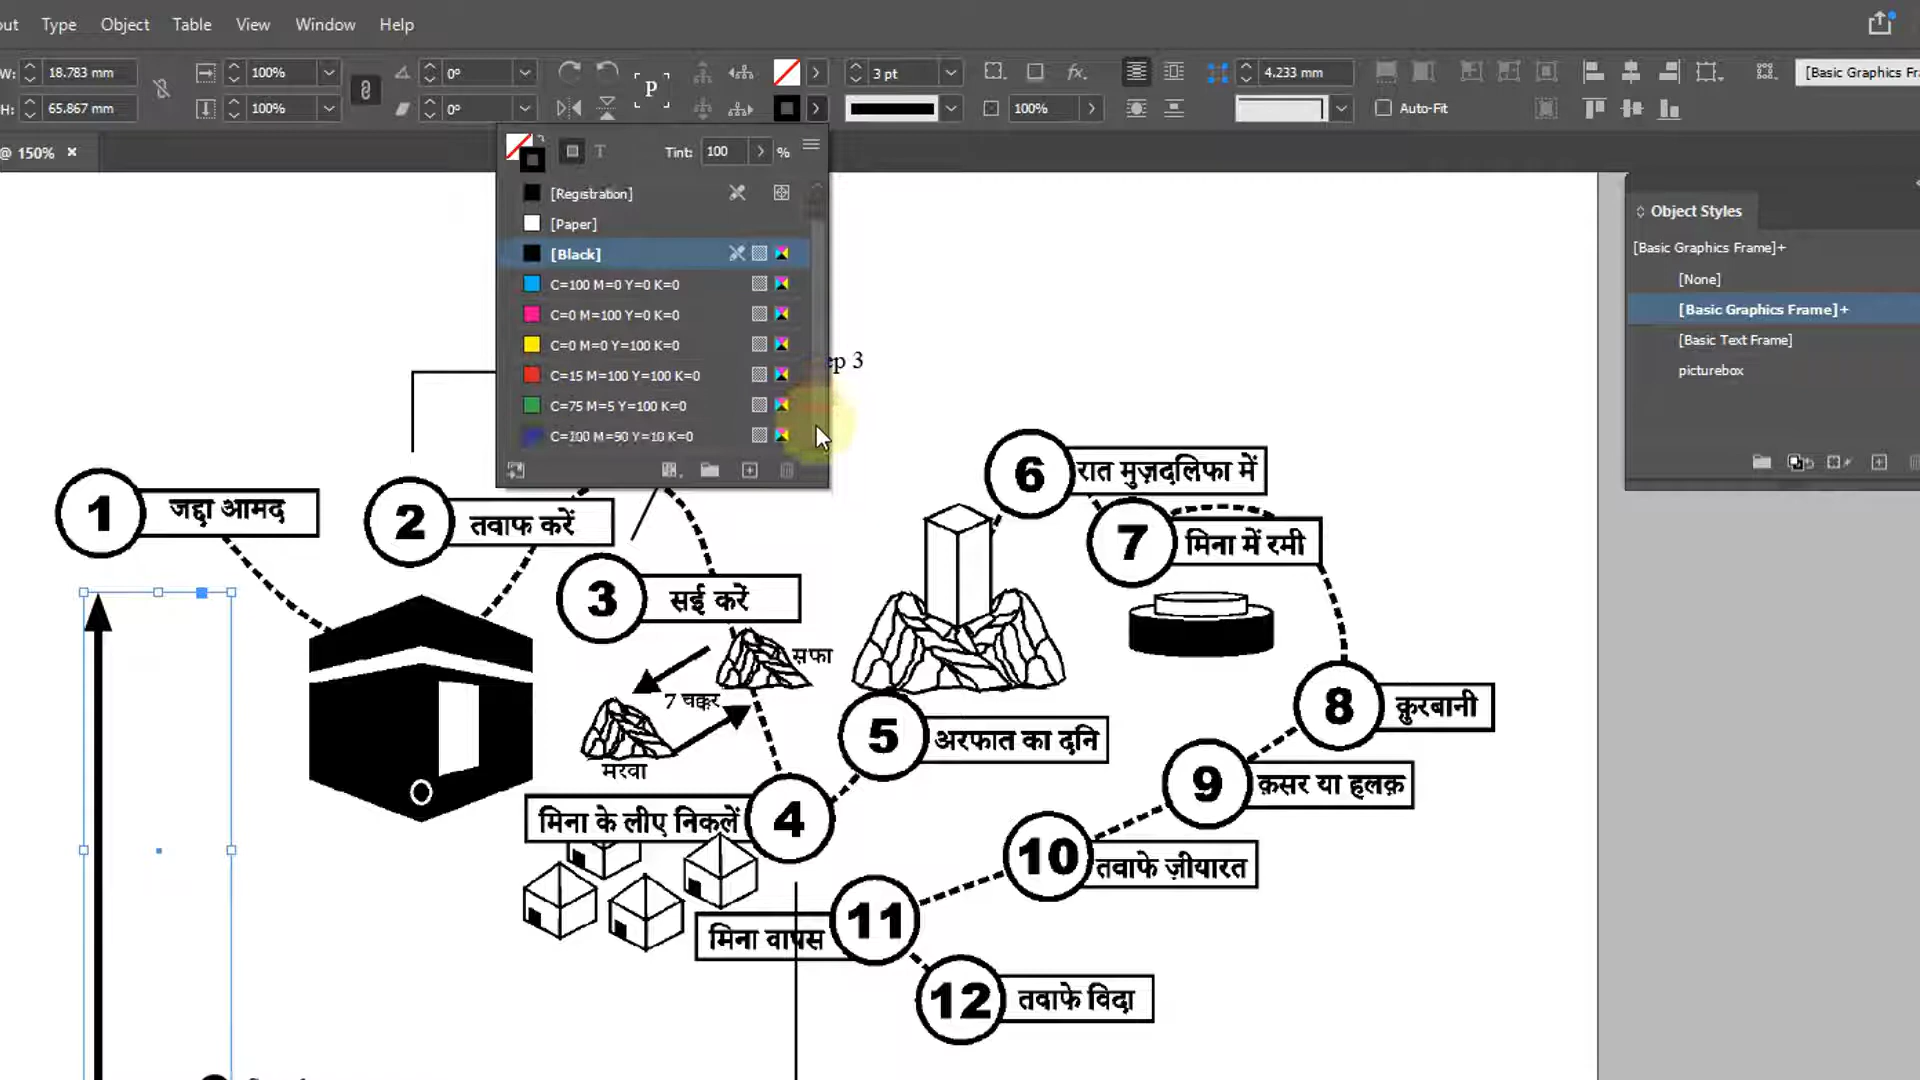 out Type Object Table View Window Help
W: 18.783 mm 100% 0° P 3 pt fx. 4.233 mm [Basic Graphics Fr
H: 65.867 mm 100% 0° 100% Auto-Fit
@ 150% ×
T Tint: 100 %
[Registration]
[Paper]
[Black]
C=100 M=0 Y=0 K=0
C=0 M=100 Y=0 K=0
C=0 M=0 Y=100 K=0
C=15 M=100 Y=100 K=0
C=75 M=5 Y=100 K=0
C=100 M=90 Y=10 K=0
Object Styles
[Basic Graphics Frame]+
[None]
[Basic Graphics Frame]+
[Basic Text Frame]
picturebox
ep 3
1 जद्दा आमद
2 तवाफ करें
3 सई करें
सफा
7 चक्कर
मरवा
4 मिना के लीए निकलें
5 अरफात का दनि
6 रात मुज़दलिफा में
7 मिना में रमी
8 क़ुरबानी
9 क़सर या हलक़
10 तवाफे ज़ीयारत
11 मिना वापस
12 तवाफे विदा